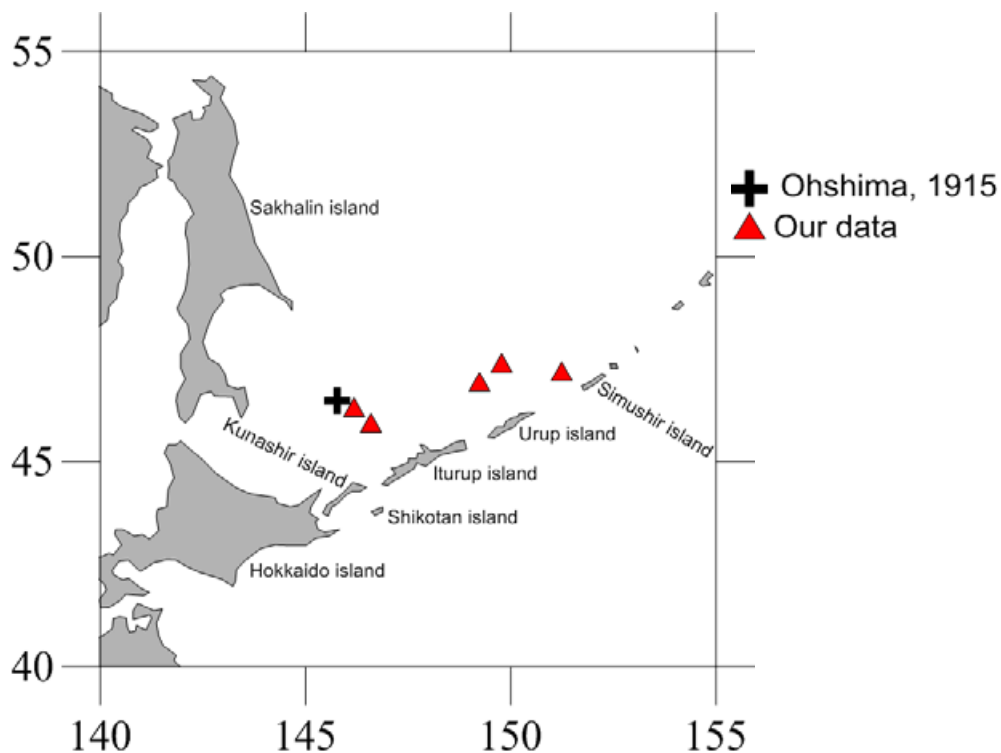 55
Ohshima, 1915
Our data
Sakhalin island
50
Simushir island
Kunashir island
Urup island
45
Iturup island
Shikotan island
Hokkaido island
40
140
145
150
155